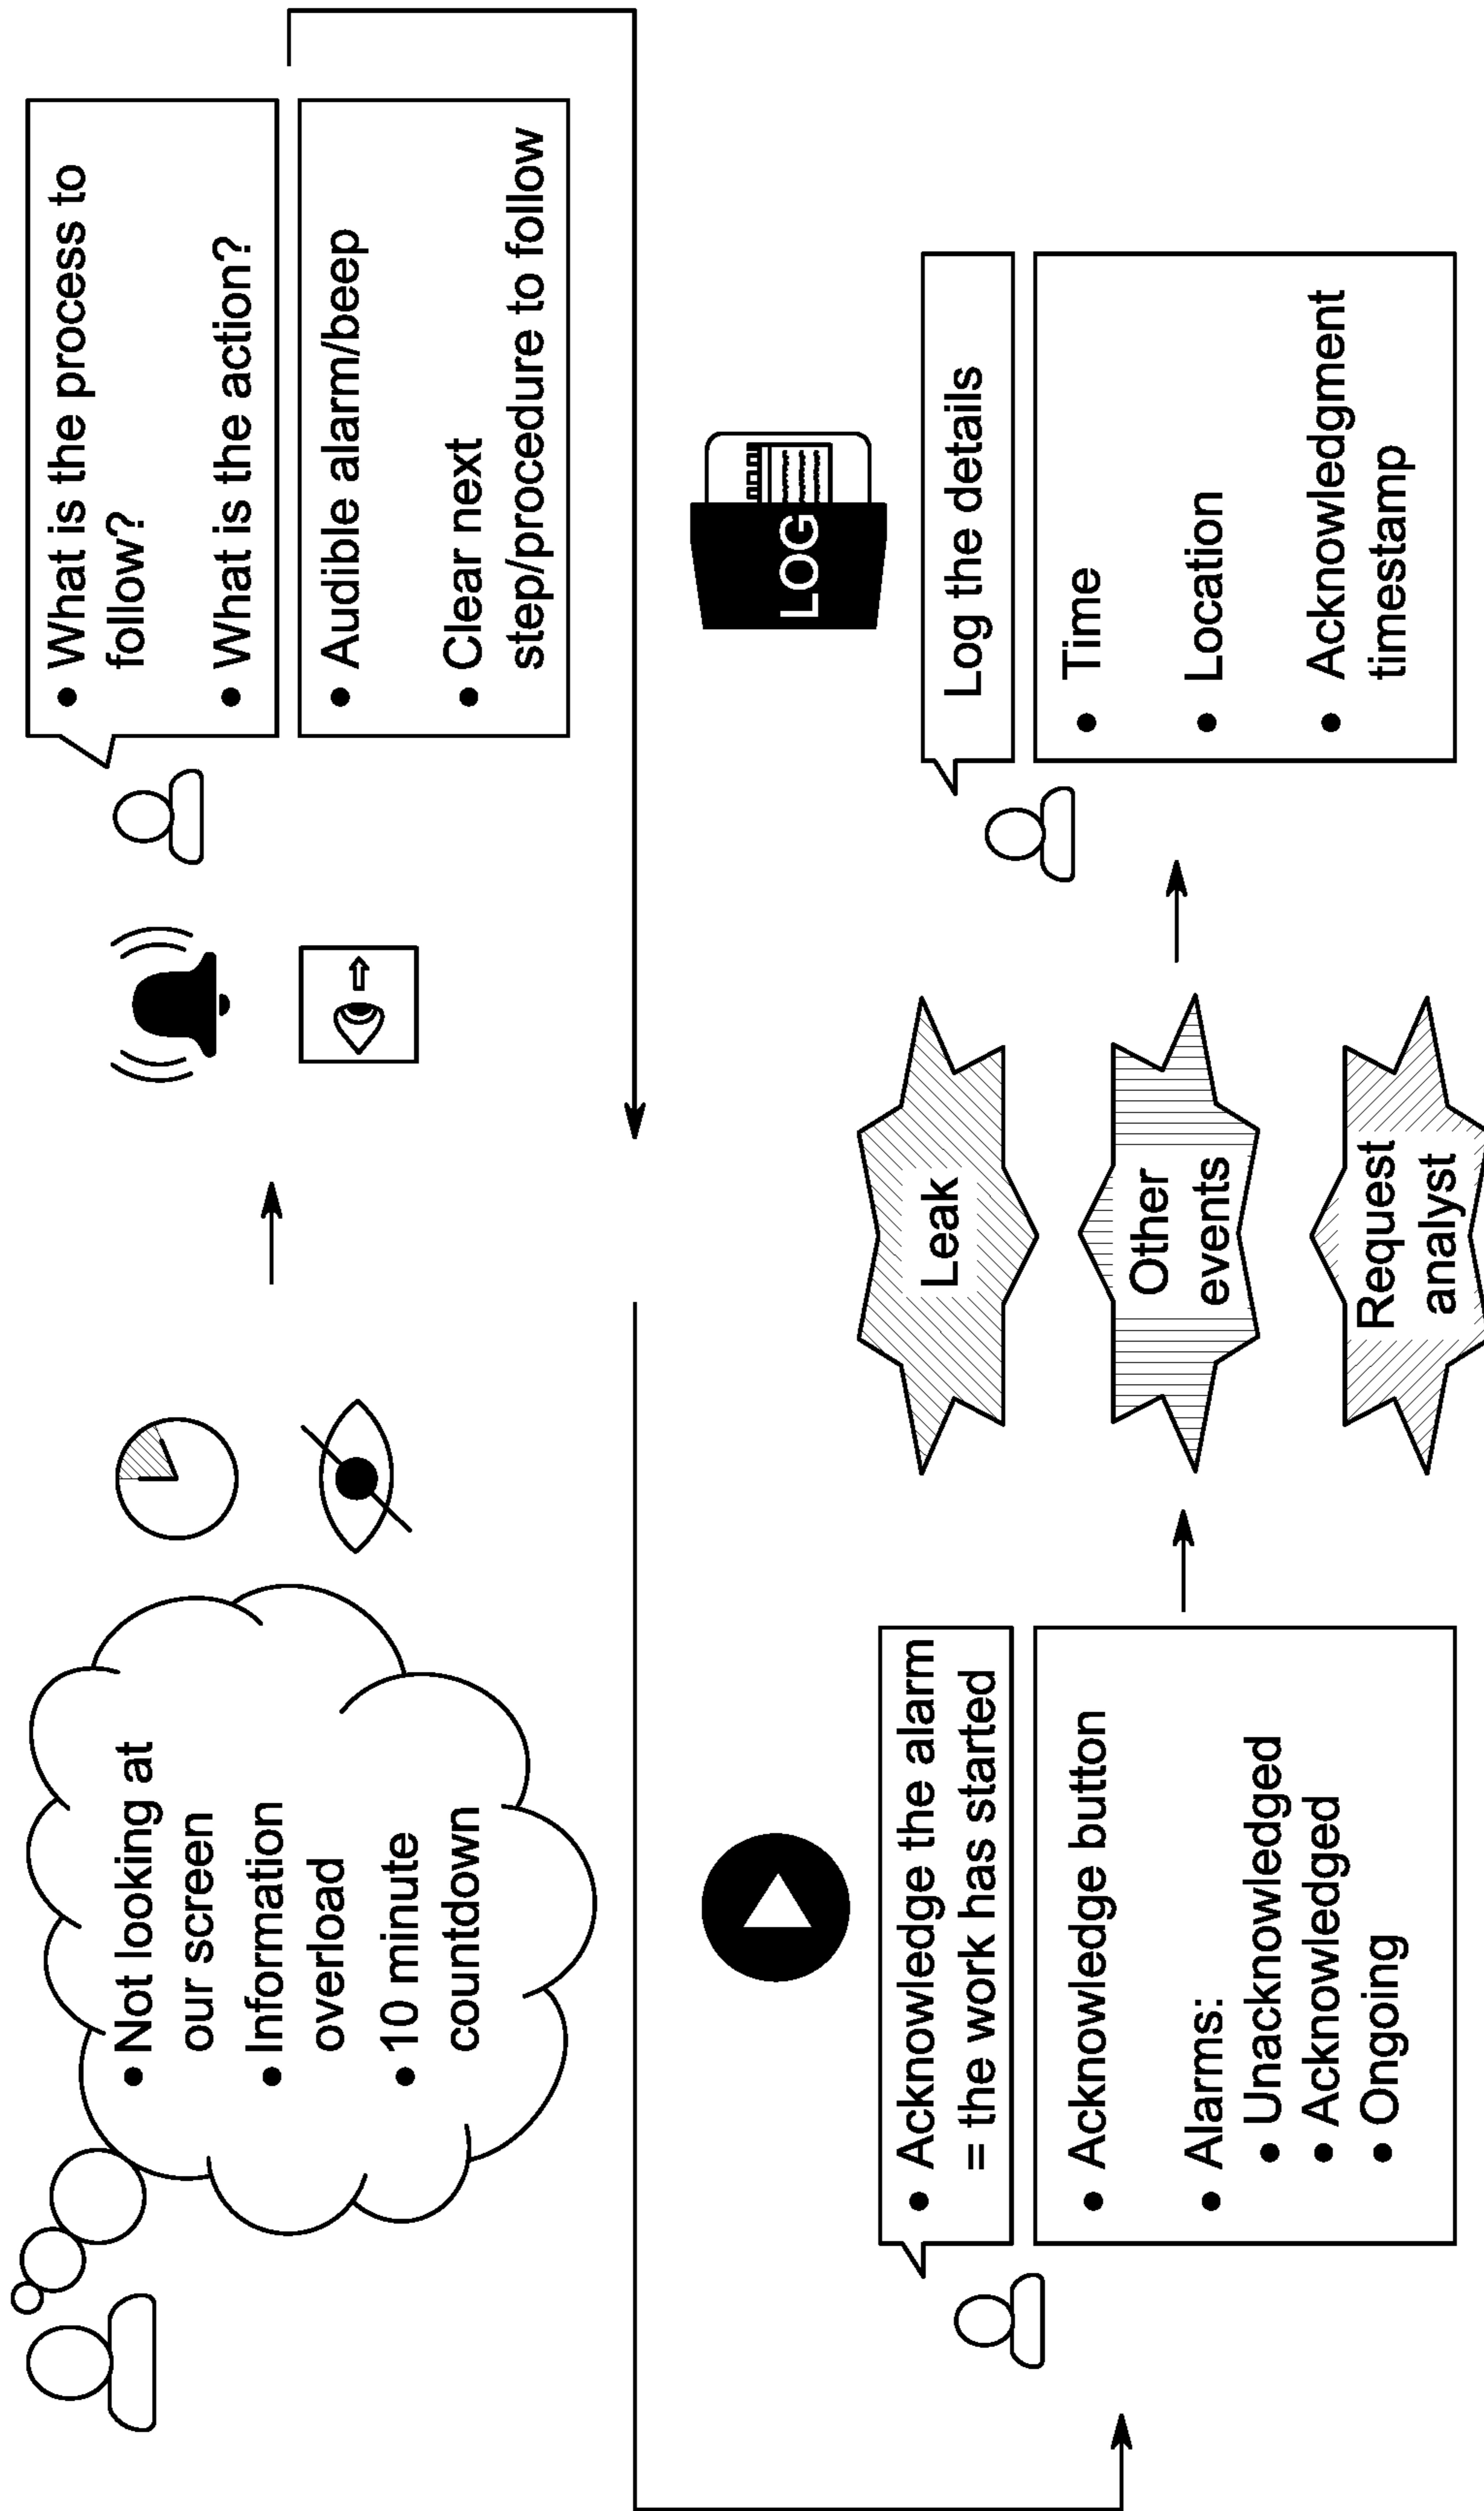 • Not looking at
our screen
• Information
overload
• 10 minute
countdown
• What is the process to
follow?
• What is the action?
• Audible alarm/beep
• Clear next
step/procedure to follow
• Acknowledge the alarm
= the work has started
• Acknowledge button
• Alarms:
• Unacknowledged
• Acknowledged
• Ongoing
Leak
Other
events
Request
analyst
LOG
Log the details
• Time
• Location
• Acknowledgment
timestamp